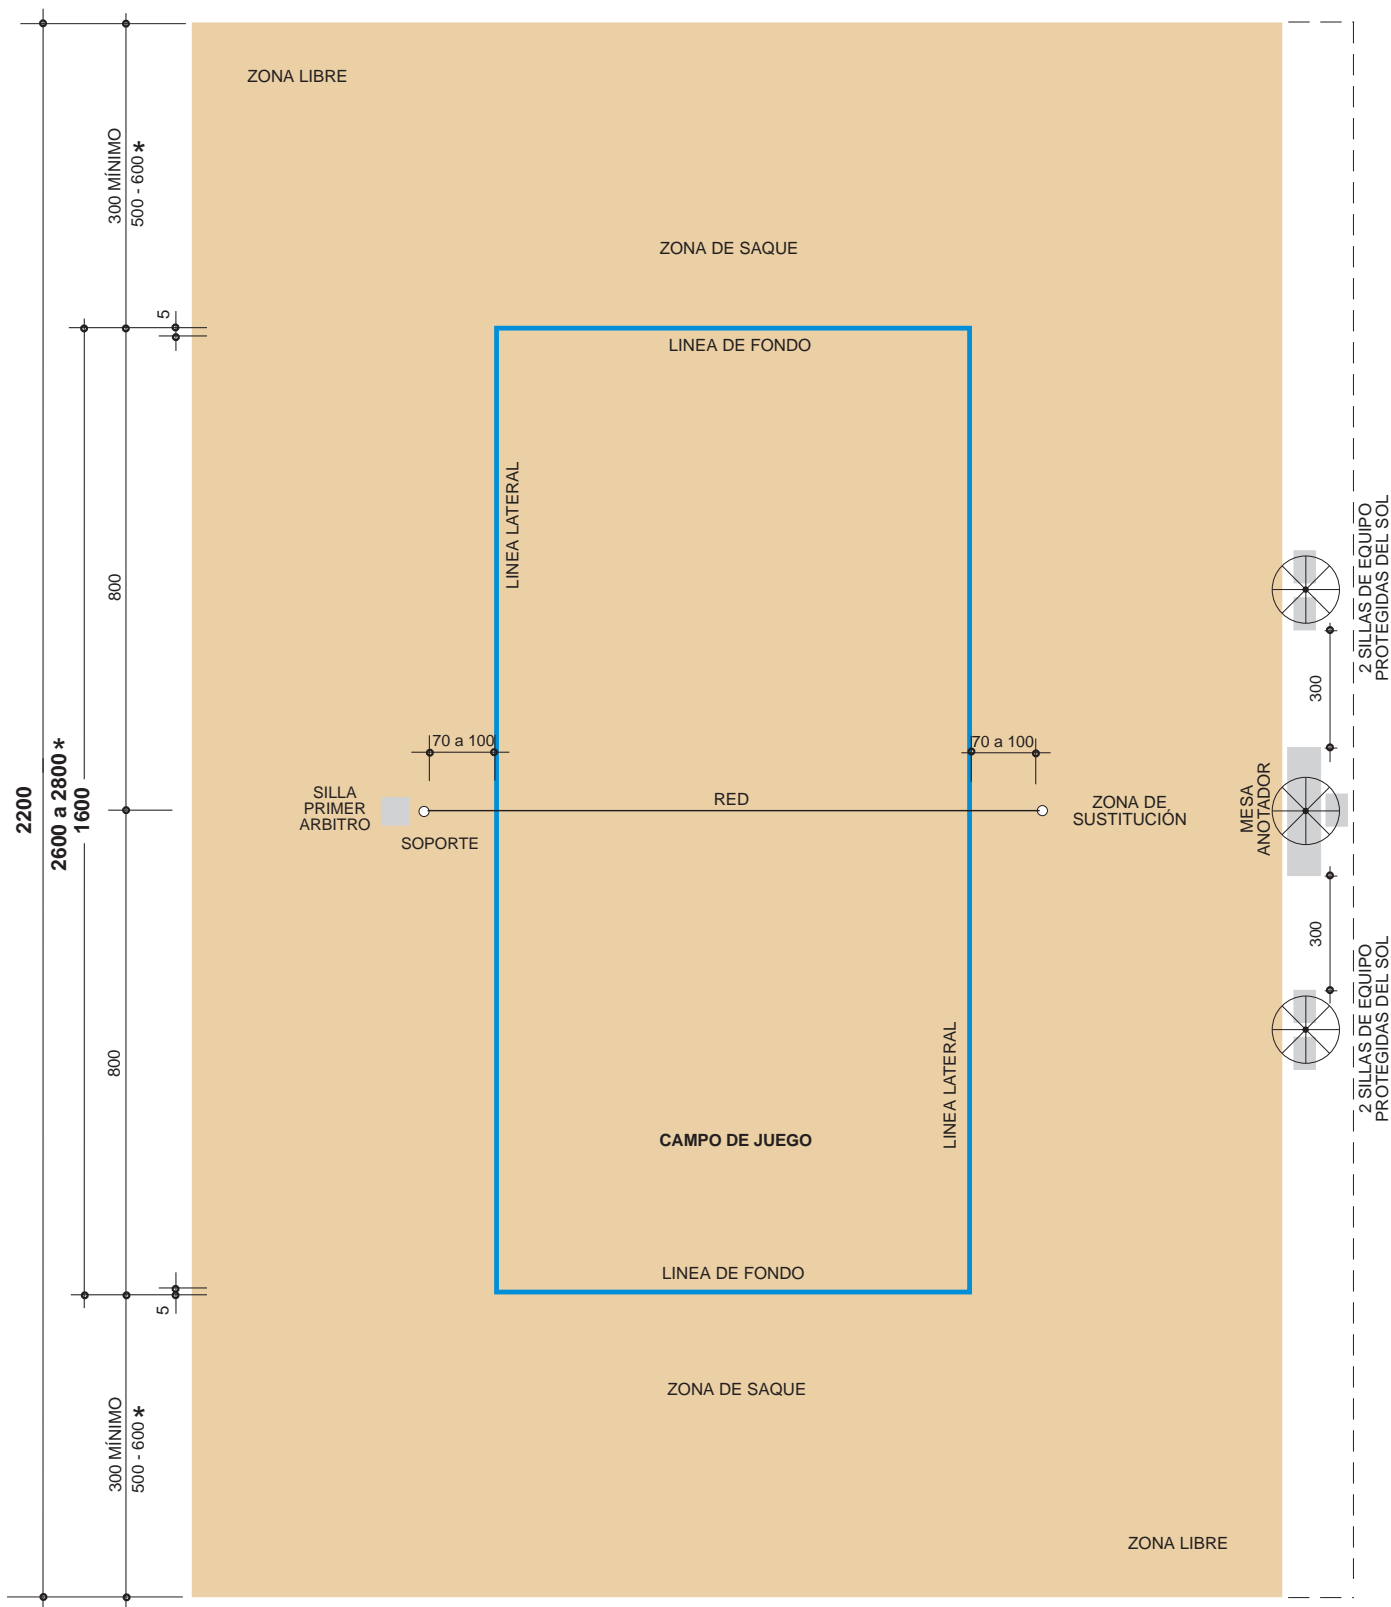 ZONA LIBRE
300 MÍNIMO
500 - 600 *
ZONA DE SAQUE
5
LINEA DE FONDO
LINEA LATERAL
2 SILLAS DE EQUIPO
PROTEGIDAS DEL SOL
800
300
70 a 100
70 a 100
2200
2600 a 2800 *
1600
SILLA
PRIMER
ARBITRO
RED
ZONA DE
SUSTITUCIÓN
MESA
ANOTADOR
SOPORTE
300
2 SILLAS DE EQUIPO
PROTEGIDAS DEL SOL
800
LINEA LATERAL
CAMPO DE JUEGO
LINEA DE FONDO
5
ZONA DE SAQUE
300 MÍNIMO
500 - 600 *
ZONA LIBRE